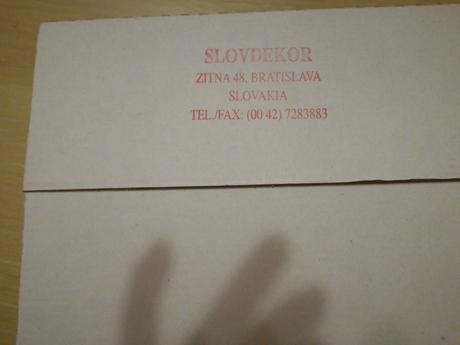 SLOVDEKOR
ZITNA 48, BRATISLAVA
SLOVAKIA
TEL./FAX: (00 42) 7283883